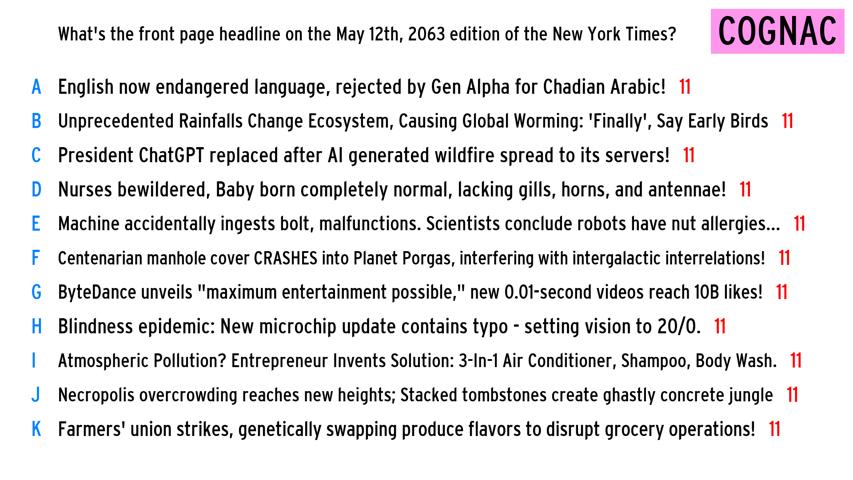 What's the front page headline on the May 12th, 2063 edition of the New York Times?
COGNAC
A English now endangered language, rejected by Gen Alpha for Chadian Arabic! 11
B Unprecedented Rainfalls Change Ecosystem, Causing Global Worming: 'Finally', Say Early Birds 11
C President ChatGPT replaced after AI generated wildfire spread to its servers! 11
D Nurses bewildered, Baby born completely normal, lacking gills, horns, and antennae! 11
E Machine accidentally ingests bolt, malfunctions. Scientists conclude robots have nut allergies... 11
F Centenarian manhole cover CRASHES into Planet Porgas, interfering with intergalactic interrelations! 11
G ByteDance unveils "maximum entertainment possible," new 0.01-second videos reach 10B likes! 11
H Blindness epidemic: New microchip update contains typo - setting vision to 20/0. 11
I Atmospheric Pollution? Entrepreneur Invents Solution: 3-In-1 Air Conditioner, Shampoo, Body Wash. 11
J Necropolis overcrowding reaches new heights; Stacked tombstones create ghastly concrete jungle 11
K Farmers' union strikes, genetically swapping produce flavors to disrupt grocery operations! 11